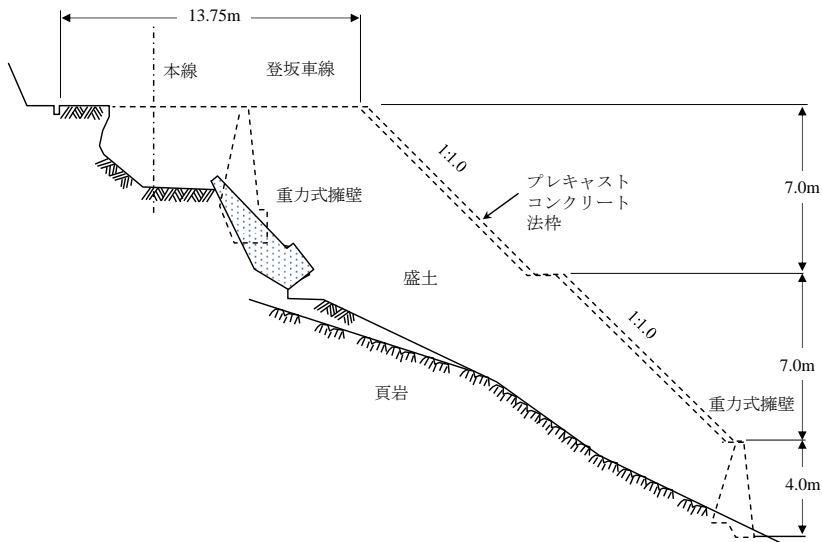 13.75m
本線
登坂車線
1:1.0
プレキャスト
コンクリート
法枠
7.0m
重力式擁壁
盛土
1:1.0
7.0m
重力式擁壁
頁岩
4.0m